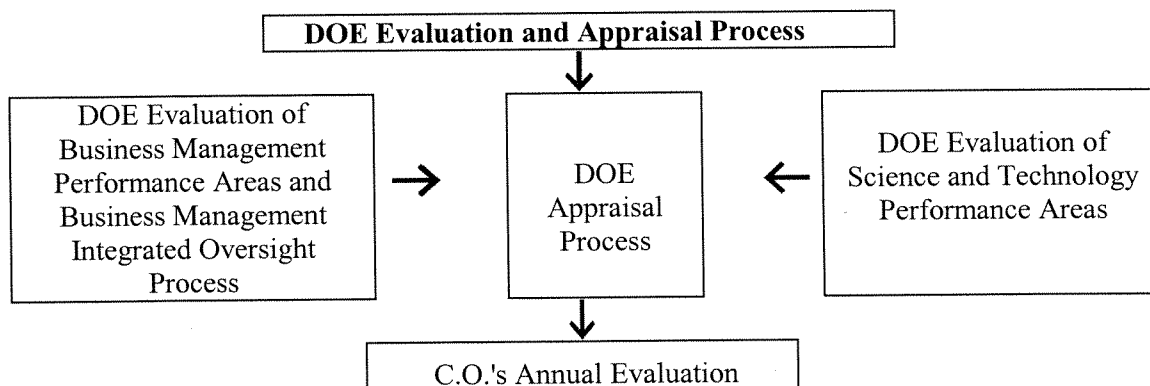 DOE Evaluation and Appraisal Process
DOE Evaluation of
Business Management
Performance Areas and
Business Management
Integrated Oversight
Process
DOE
Appraisal
Process
DOE Evaluation of
Science and Technology
Performance Areas
C.O.'s Annual Evaluation